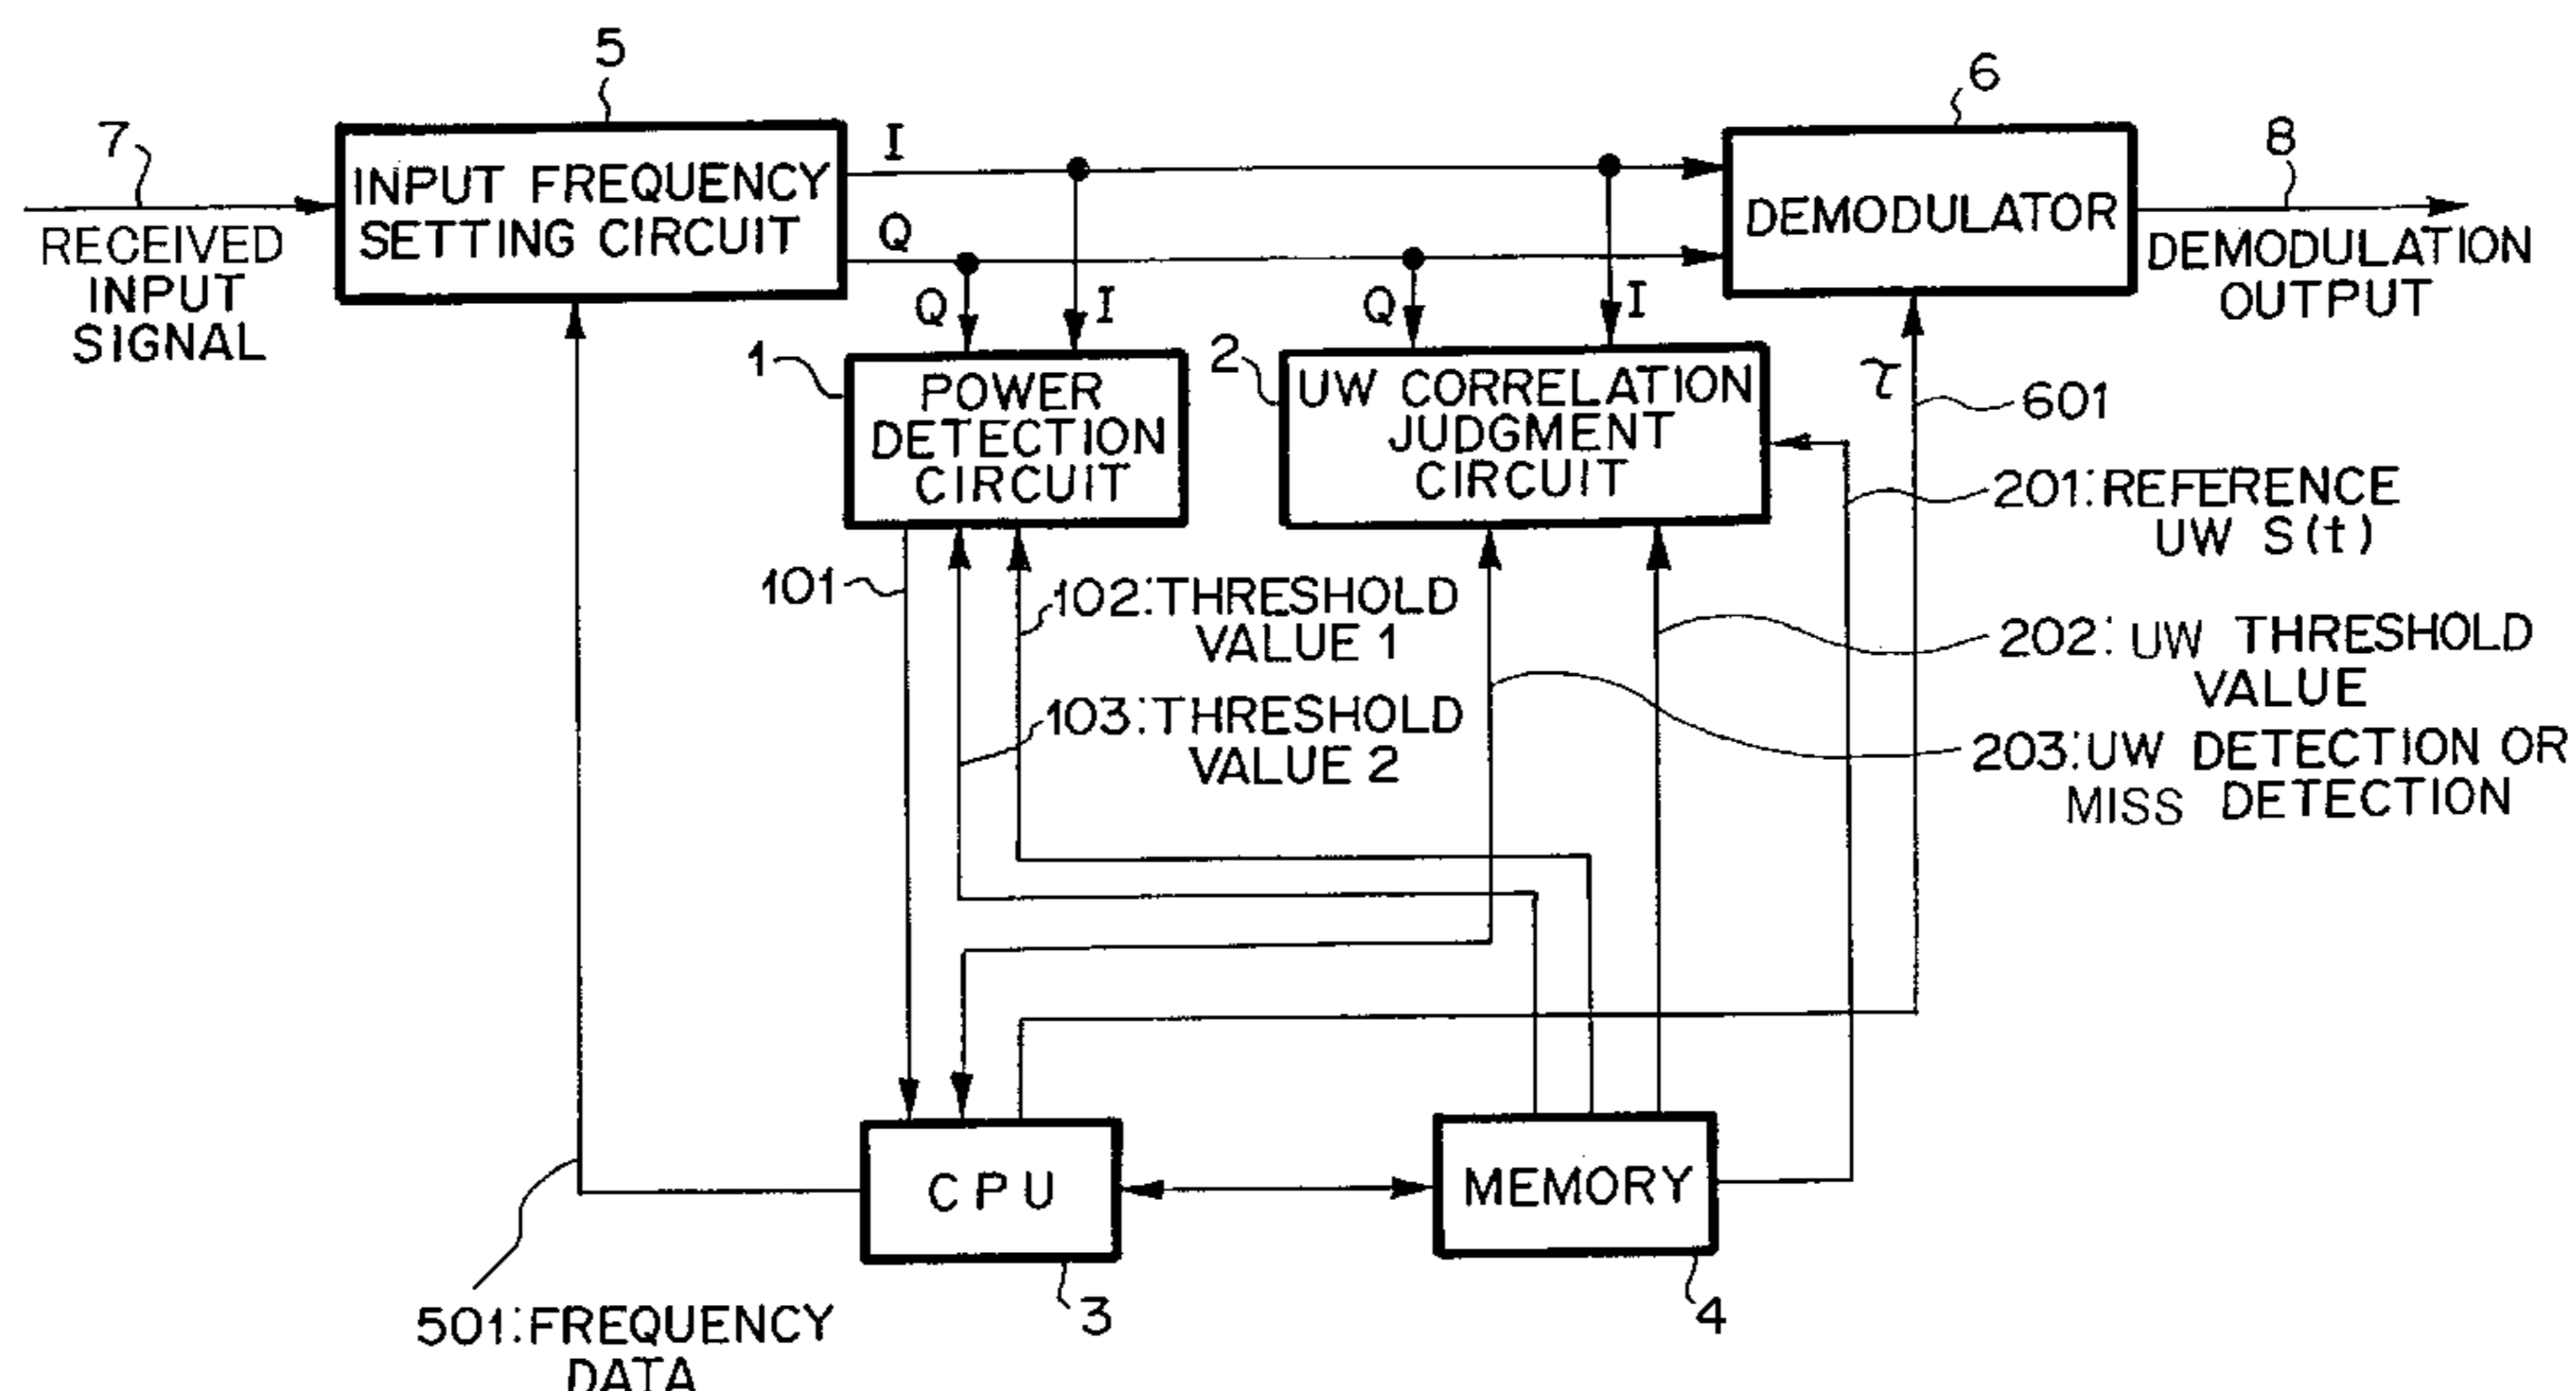 5
6
7
8
I
INPUT FREQUENCY
SETTING CIRCUIT
Q
DEMODULATOR
RECEIVED
INPUT
SIGNAL
DEMODULATION
OUTPUT
Q
I
Q
I
1
2
POWER
DETECTION
CIRCUIT
UW CORRELATION
JUDGMENT
CIRCUIT
τ
601
201:REFERENCE
UW S(t)
101
102:THRESHOLD
VALUE 1
202: UW THRESHOLD
VALUE
103:THRESHOLD
VALUE 2
203:UW DETECTION OR
MISS DETECTION
CPU
MEMORY
3
4
501:FREQUENCY
DATA